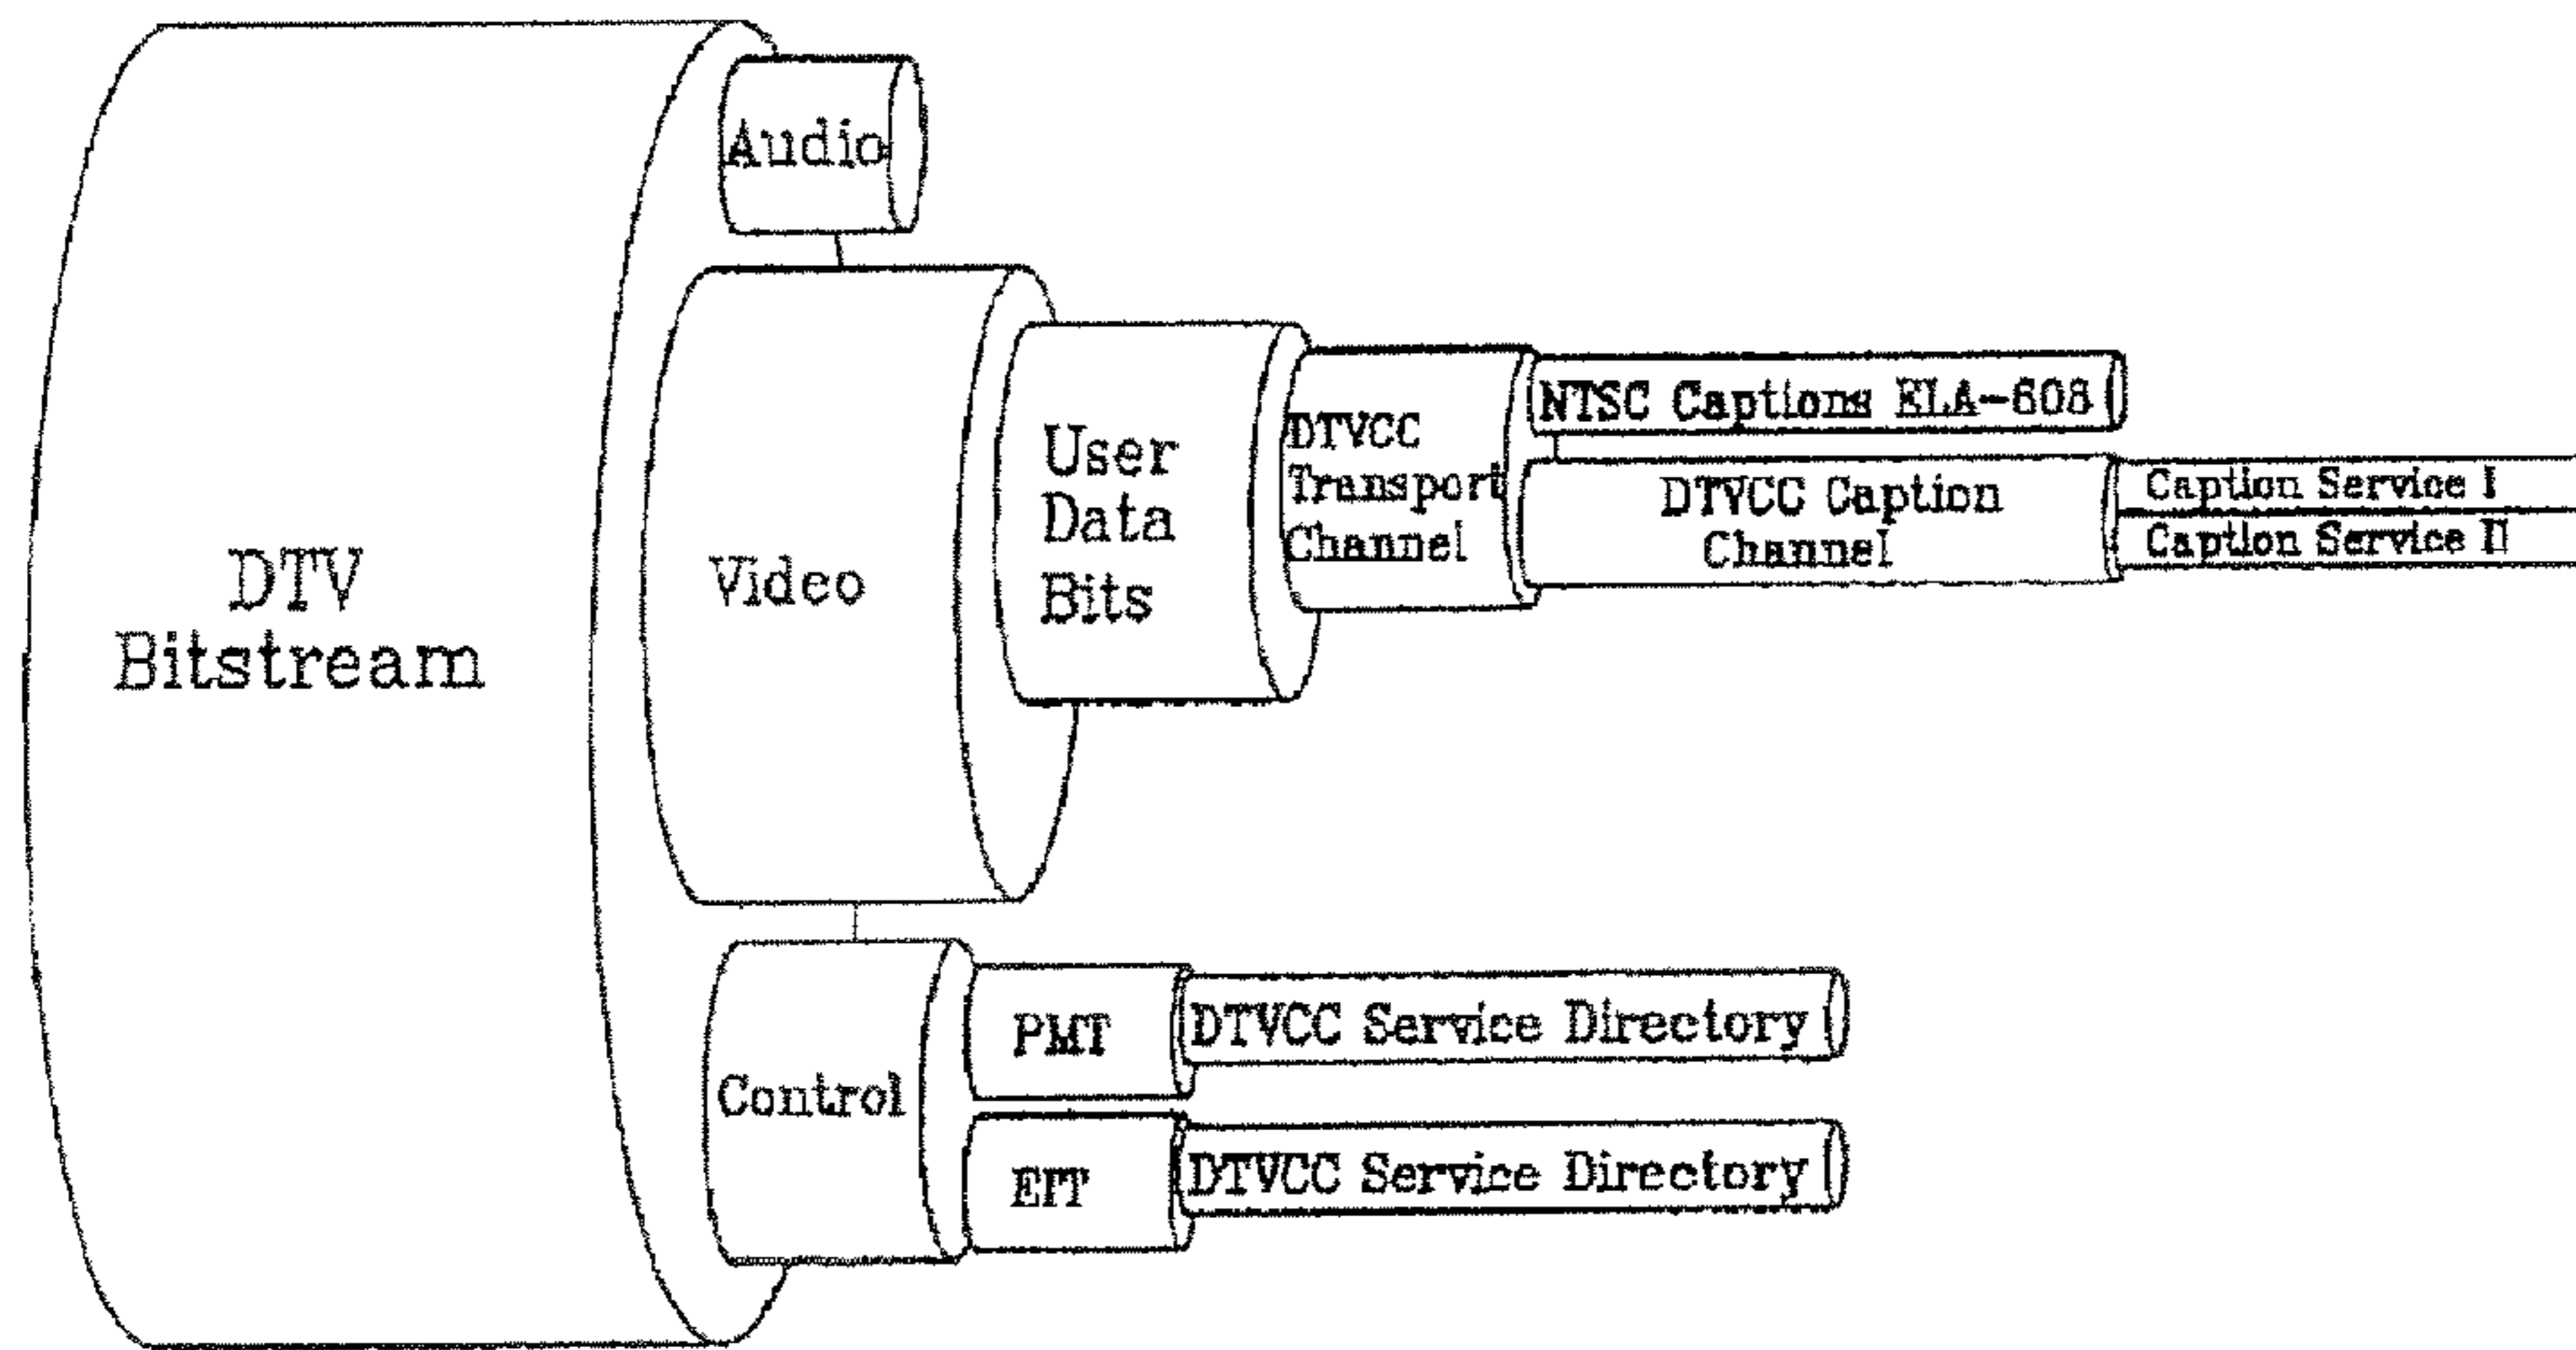 Audio
DTV
Bitstream
Video
User
Data
Bits
DTVCC
Transport
Channel
NTSC Captions ELA-608
DTVCC Caption
Channel
Caption Service I
Caption Service II
Control
PMT
DTVCC Service Directory
EIT
DTVCC Service Directory